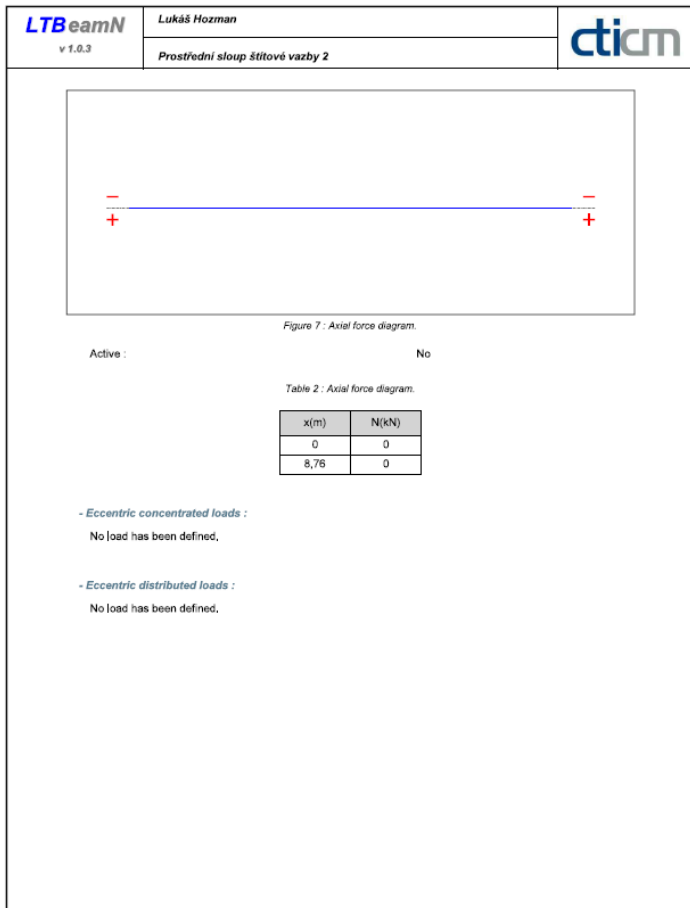 LTBeamN
v 1.0.3
Lukáš Hozman
Prostřední sloup štítové vazby 2
cticm
− −
+ +
Figure 7 : Axial force diagram.
Active : No
Table 2 : Axial force diagram.
x(m) N(kN)
0 0
8,76 0
- Eccentric concentrated loads :
No load has been defined.
- Eccentric distributed loads :
No load has been defined.